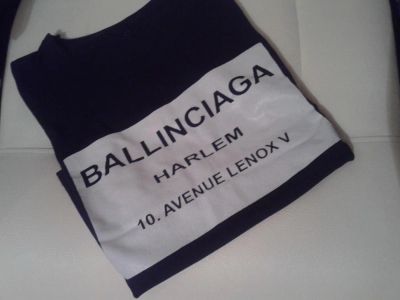 BALLINCIAGA
HARLEM
10. AVENUE LENOX V